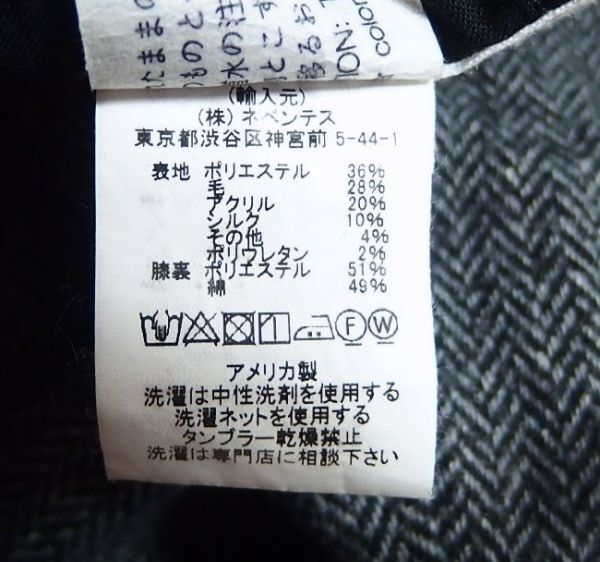 ION:
color
(輸入元)
(株)ネペンテス
東京都渋谷区神宮前 5-44-1
表地 ポリエステル 36%
毛 28%
アクリル 20%
シルク 10%
その他 4%
ポリウレタン 2%
膝裏 ポリエステル 51%
綿 49%
F W
アメリカ製
洗濯は中性洗剤を使用する
洗濯ネットを使用する
タンブラー乾燥禁止
洗濯は専門店に相談下さい